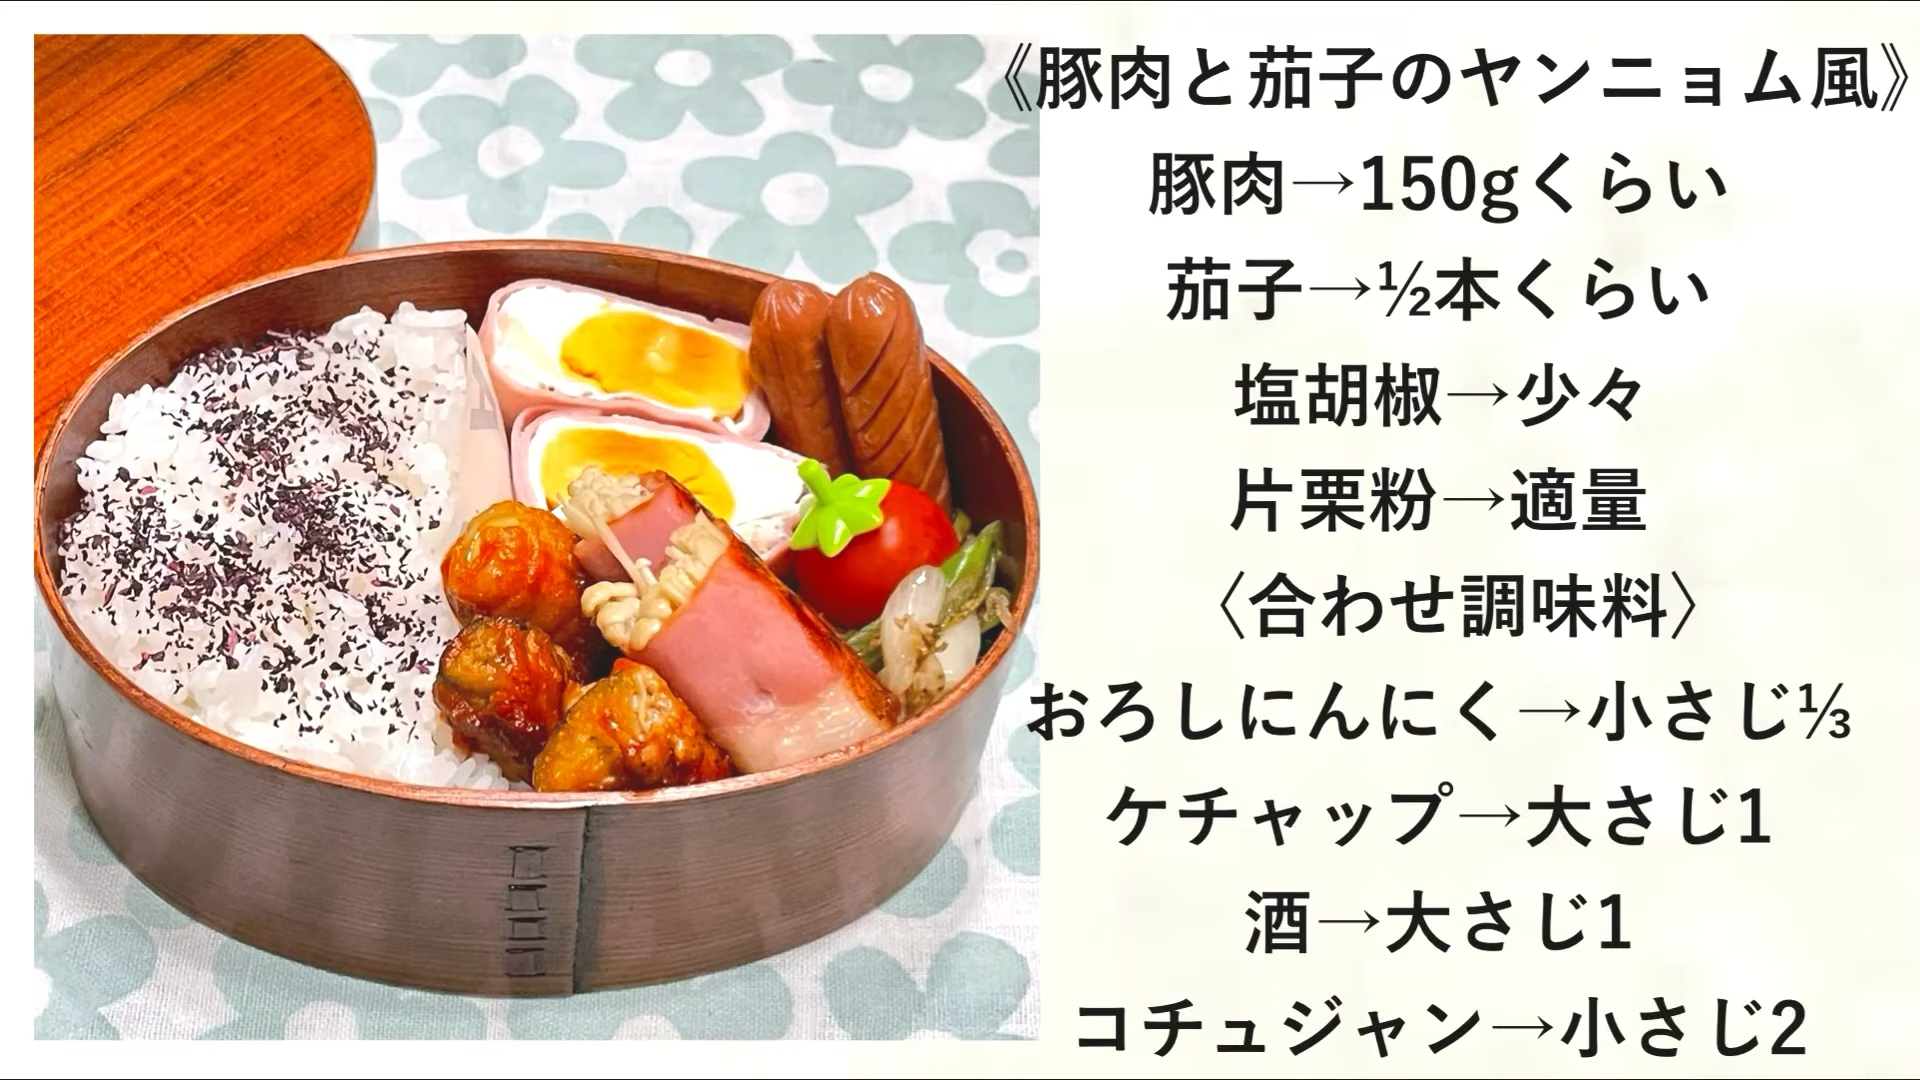 《豚肉と茄子のヤンニョム風》
豚肉→150gくらい
茄子→½本くらい
塩胡椒→少々
片栗粉→適量
〈合わせ調味料〉
おろしにんにく→小さじ⅓
ケチャップ→大さじ1
酒→大さじ1
コチュジャン→小さじ2